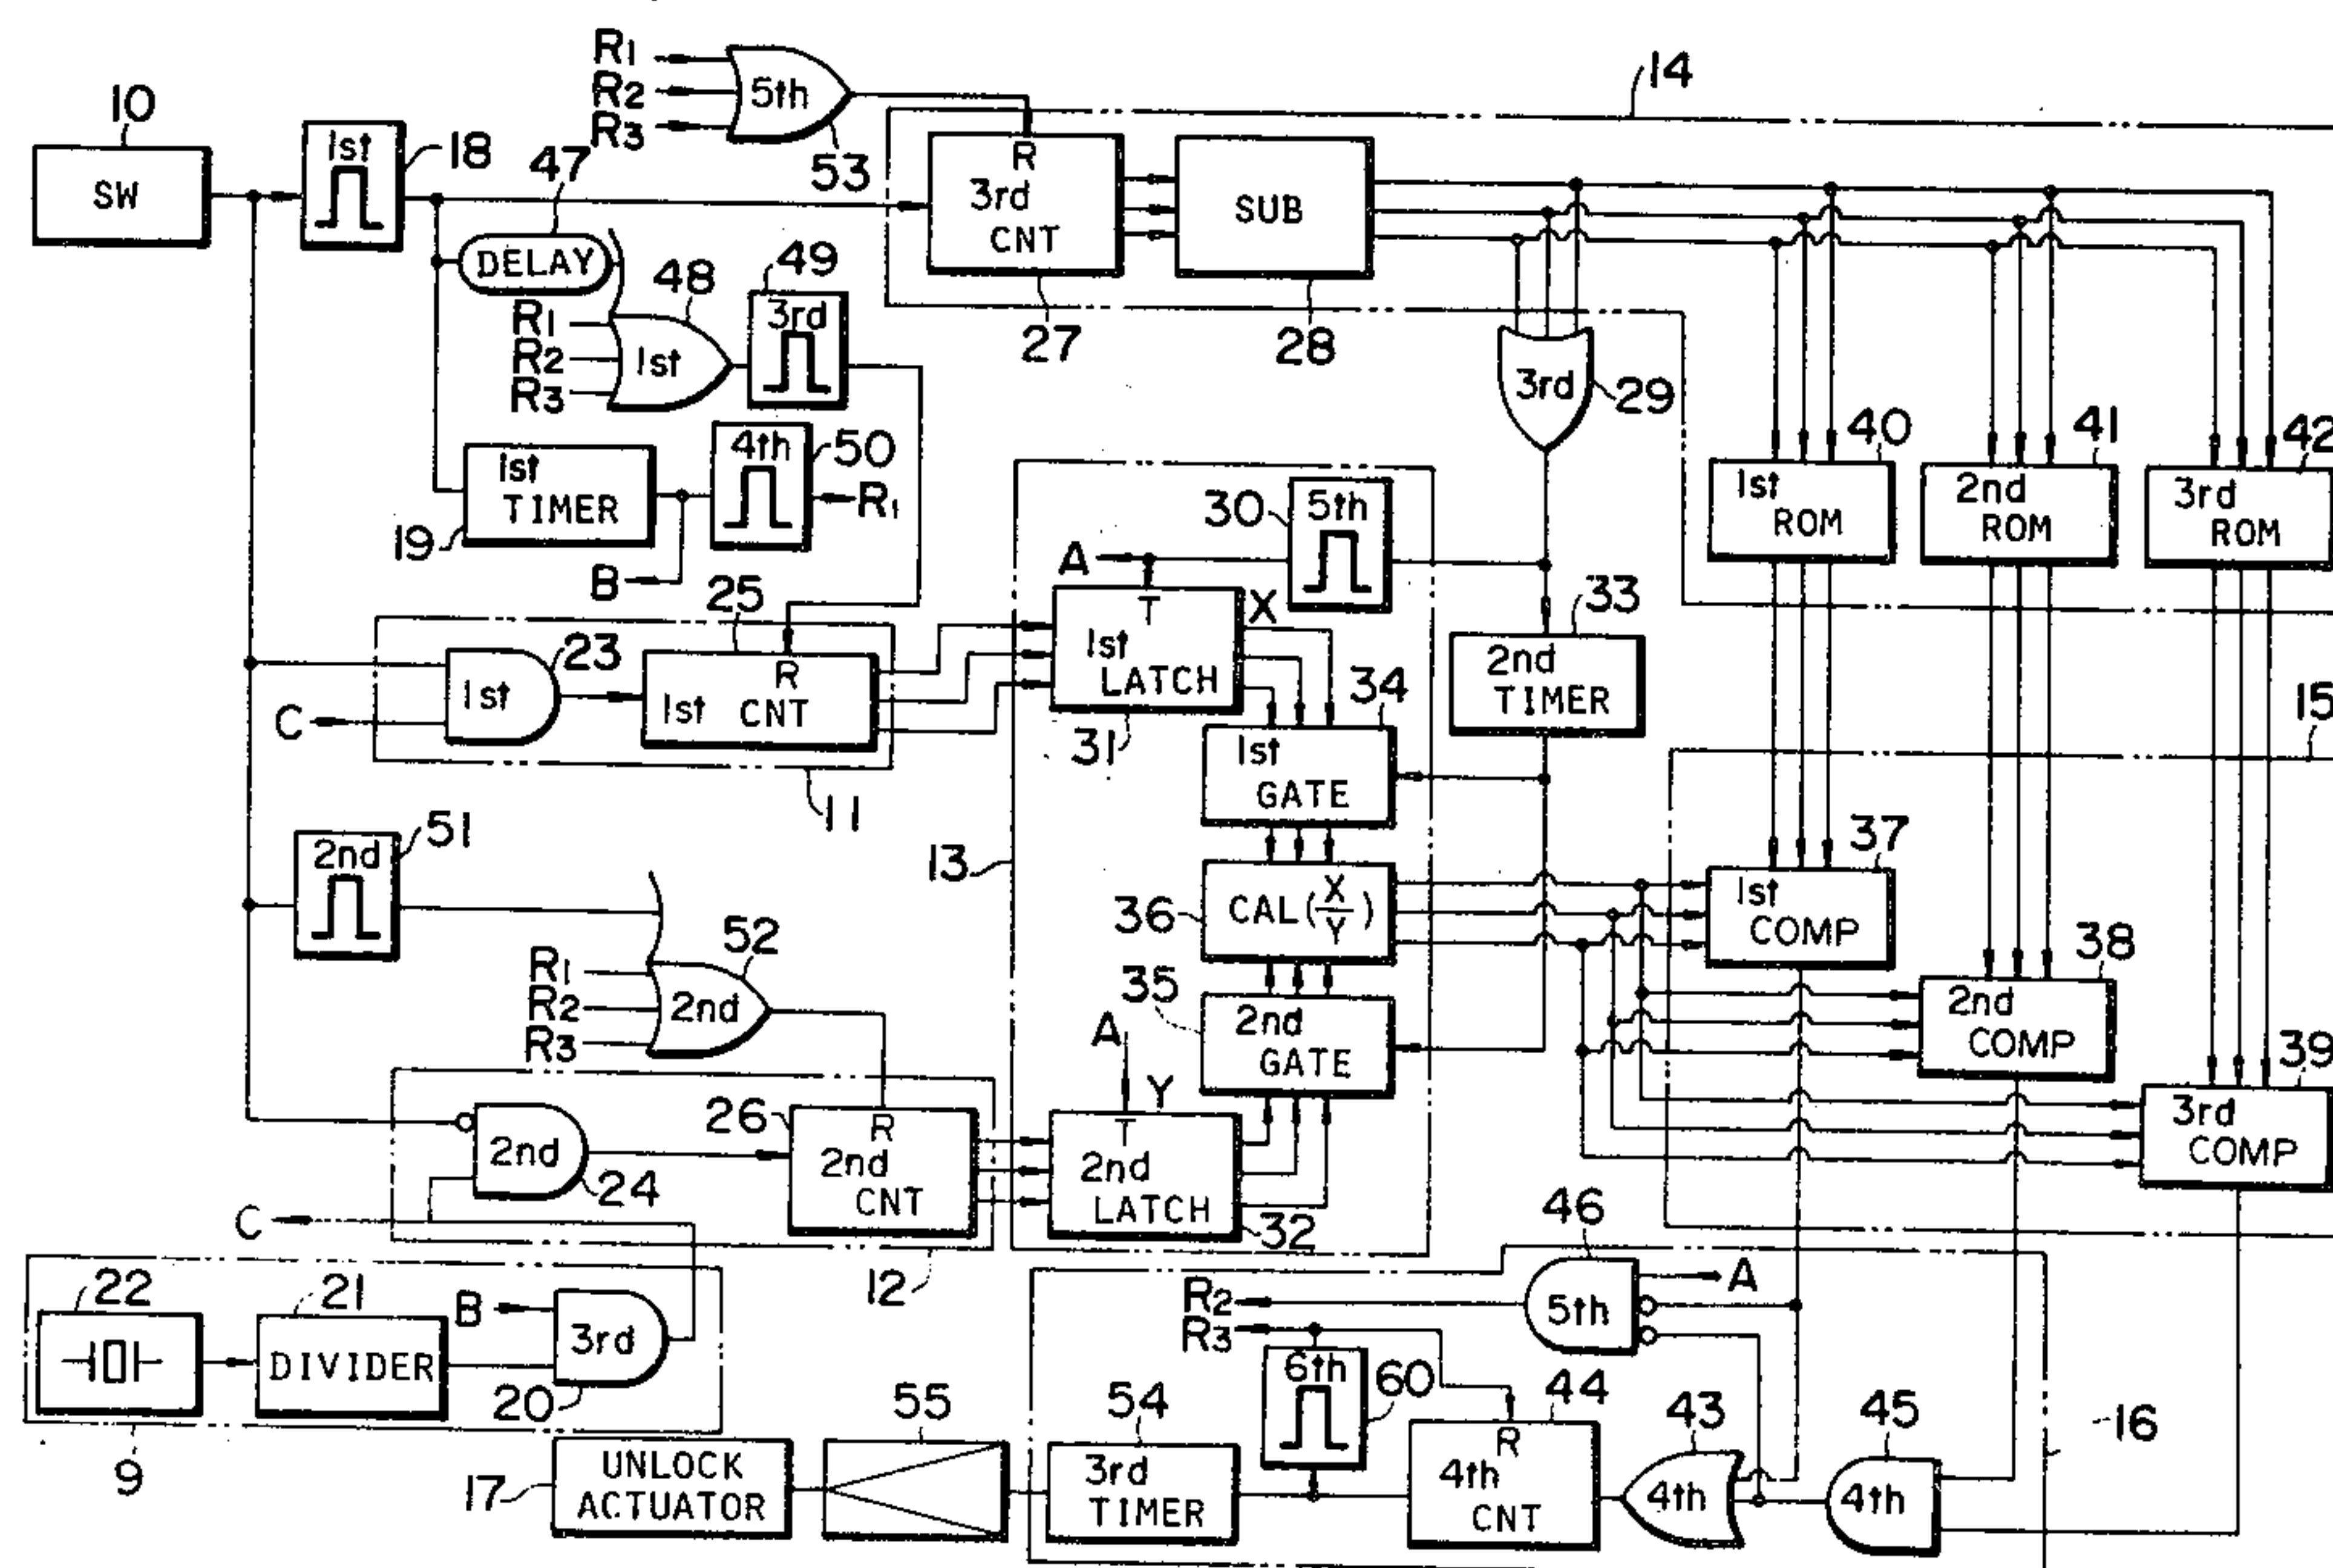 R1
R2
R3
5th
53
14
10
SW
1st
18
47
DELAY
R
3rd
CNT
27
SUB
28
48
49
3rd
R1
R2
R3
1st
3rd
29
1st
TIMER
19
4th
50
R1
B
40
1st
ROM
41
2nd
ROM
42
3rd
ROM
30
5th
A
T
X
1st
LATCH
31
33
2nd
TIMER
25
23
1st
C
R
1st CNT
11
34
1st
GATE
15
51
2nd
13
36
CAL(X/Y)
37
1st
COMP
52
R1
R2
R3
2nd
35
2nd
GATE
38
2nd
COMP
39
3rd
COMP
A
Y
26
R
2nd
CNT
2nd
24
T
2nd
LATCH
32
C
12
46
A
5th
R2
R3
22
21
DIVIDER
B
3rd
20
9
6th
60
44
R
4th
CNT
43
4th
45
4th
16
55
54
3rd
TIMER
17
UNLOCK
ACTUATOR